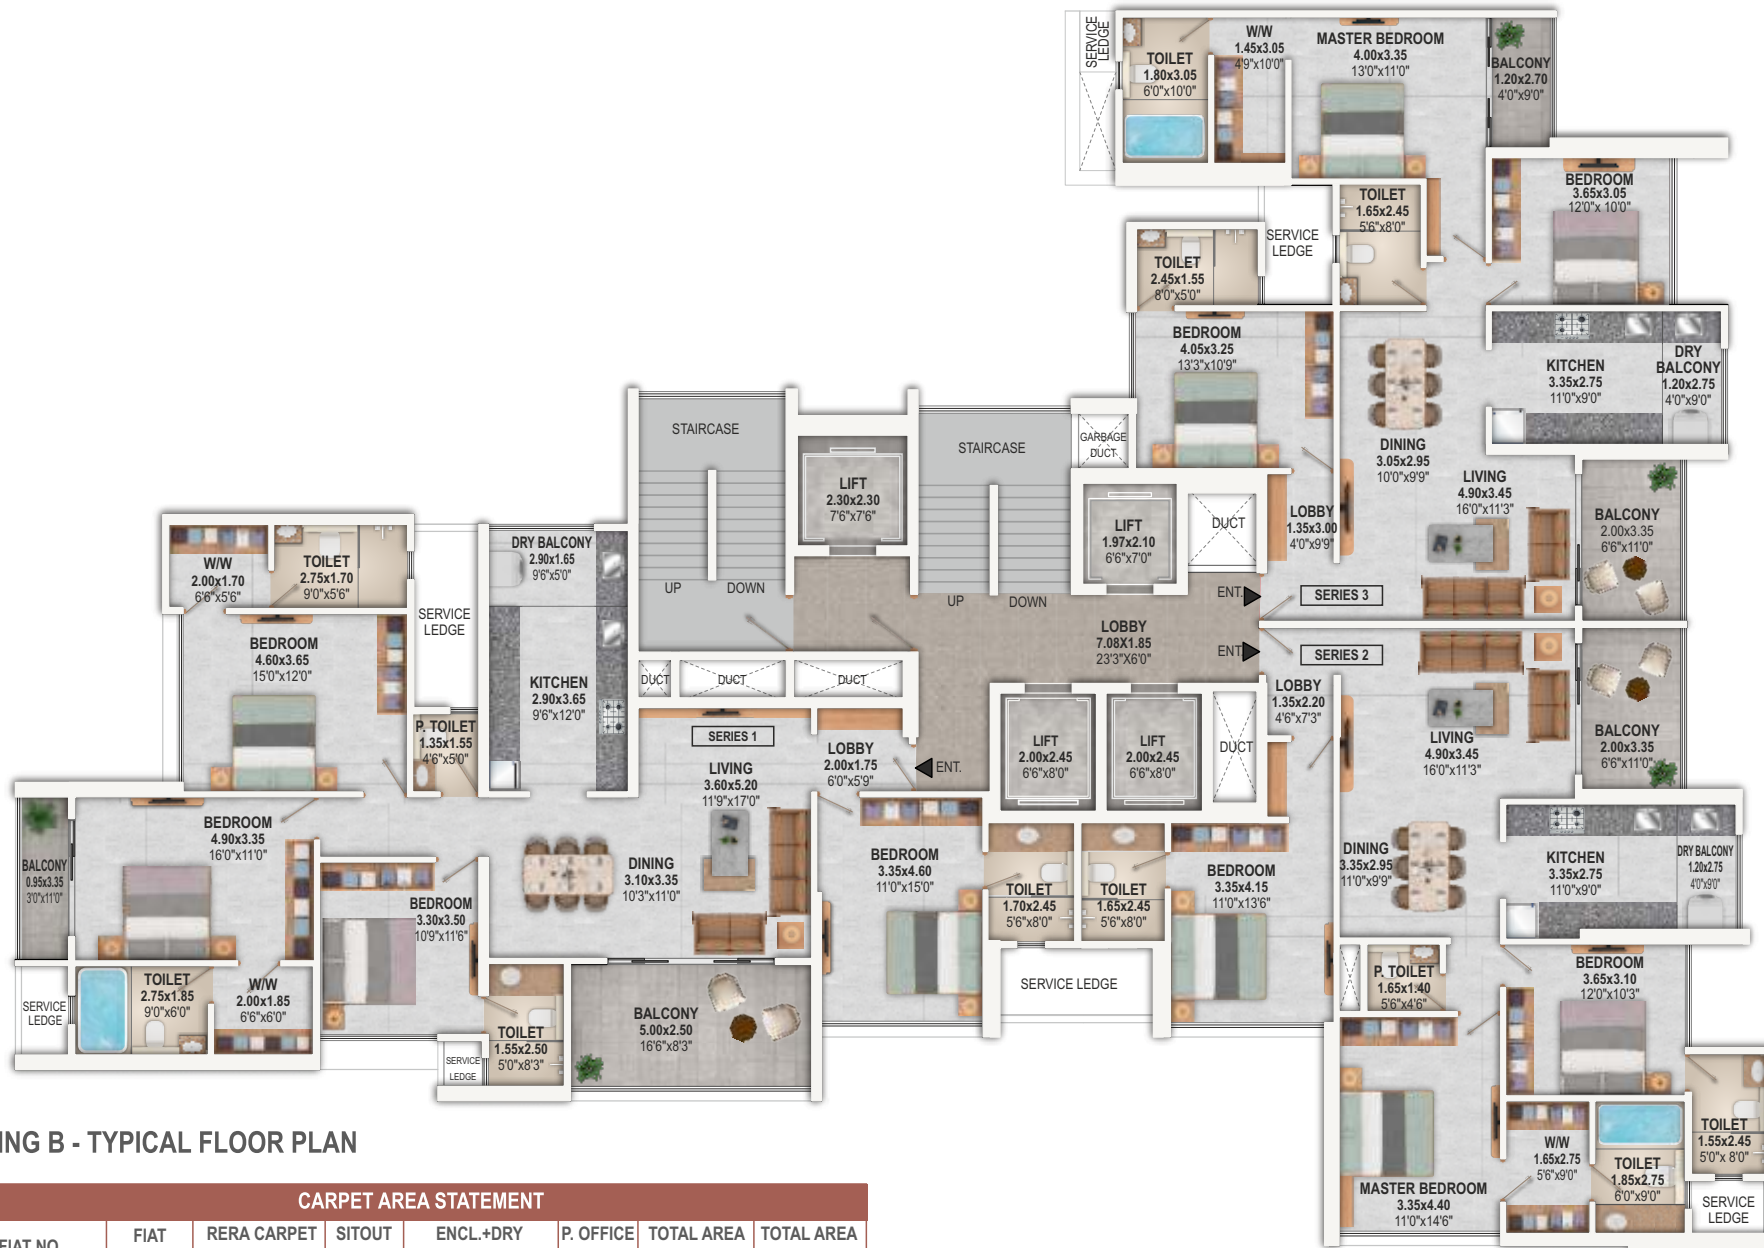 SERVICE
LEDGE
TOILET
1.80x3.05
6'0"x10'0"
W/W
1.45x3.05
4'9"x10'0"
MASTER BEDROOM
4.00x3.35
13'0"x11'0"
BALCONY
1.20x2.70
4'0"x9'0"
BEDROOM
3.65x3.05
12'0"x 10'0"
TOILET
1.65x2.45
5'6"x8'0"
SERVICE
LEDGE
TOILET
2.45x1.55
8'0"x5'0"
BEDROOM
4.05x3.25
13'3"x10'9"
KITCHEN
3.35x2.75
11'0"x9'0"
DRY
BALCONY
1.20x2.75
4'0"x9'0"
DINING
3.05x2.95
10'0"x9'9"
LIVING
4.90x3.45
16'0"x11'3"
BALCONY
2.00x3.35
6'6"x11'0"
LOBBY
1.35x3.00
4'0"x9'9"
SERIES 3
ENT.
STAIRCASE
UP
DOWN
LIFT
2.30x2.30
7'6"x7'6"
STAIRCASE
UP
DOWN
GARBAGE
DUCT
LIFT
1.97x2.10
6'6"x7'0"
DUCT
LOBBY
7.08X1.85
23'3"X6'0"
ENT.
SERIES 2
LOBBY
1.35x2.20
4'6"x7'3"
LIVING
4.90x3.45
16'0"x11'3"
BALCONY
2.00x3.35
6'6"x11'0"
LIFT
2.00x2.45
6'6"x8'0"
LIFT
2.00x2.45
6'6"x8'0"
DUCT
W/W
2.00x1.70
6'6"x5'6"
TOILET
2.75x1.70
9'0"x5'6"
SERVICE
LEDGE
DRY BALCONY
2.90x1.65
9'6"x5'0"
BEDROOM
4.60x3.65
15'0"x12'0"
KITCHEN
2.90x3.65
9'6"x12'0"
DUCT
DUCT
DUCT
P. TOILET
1.35x1.55
4'6"x5'0"
SERIES 1
LIVING
3.60x5.20
11'9"x17'0"
LOBBY
2.00x1.75
6'0"x5'9"
ENT.
BALCONY
0.95x3.35
3'0"x11'0"
BEDROOM
4.90x3.35
16'0"x11'0"
BEDROOM
3.30x3.50
10'9"x11'6"
DINING
3.10x3.35
10'3"x11'0"
BEDROOM
3.35x4.60
11'0"x15'0"
TOILET
1.70x2.45
5'6"x8'0"
TOILET
1.65x2.45
5'6"x8'0"
BEDROOM
3.35x4.15
11'0"x13'6"
DINING
3.35x2.95
11'0"x9'9"
KITCHEN
3.35x2.75
11'0"x9'0"
DRY BALCONY
1.20x2.75
4'0"x9'0"
SERVICE
LEDGE
TOILET
2.75x1.85
9'0"x6'0"
W/W
2.00x1.85
6'6"x6'0"
SERVICE
LEDGE
TOILET
1.55x2.50
5'0"x8'3"
BALCONY
5.00x2.50
16'6"x8'3"
SERVICE LEDGE
P. TOILET
1.65x1.40
5'6"x4'6"
BEDROOM
3.65x3.10
12'0"x10'3"
MASTER BEDROOM
3.35x4.40
11'0"x14'6"
W/W
1.65x2.75
5'6"x9'0"
TOILET
1.85x2.75
6'0"x9'0"
TOILET
1.55x2.45
5'0"x 8'0"
SERVICE
LEDGE
ING B - TYPICAL FLOOR PLAN
CARPET AREA STATEMENT
FIAT NO
FIAT
RERA CARPET
SITOUT
ENCL.+DRY
P. OFFICE
TOTAL AREA
TOTAL AREA